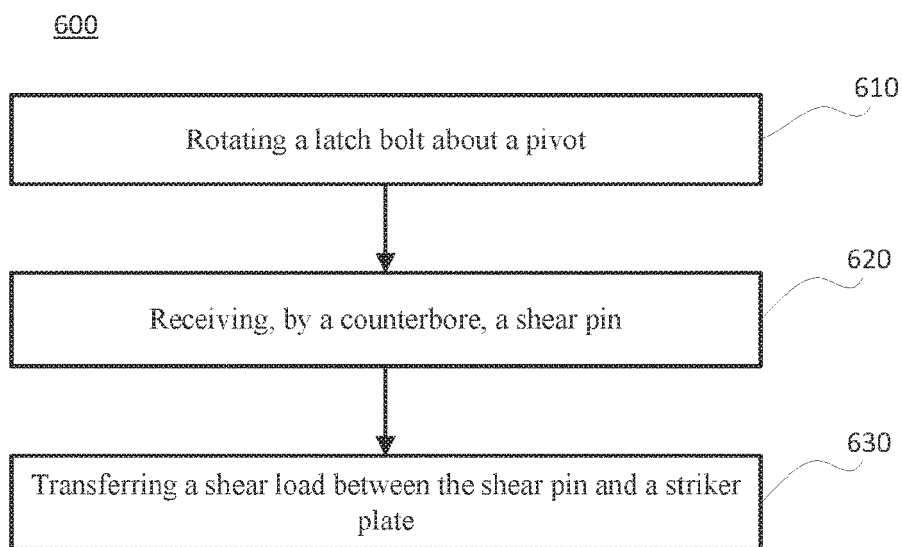 600
610
Rotating a latch bolt about a pivot
620
Receiving, by a counterbore, a shear pin
630
Transferring a shear load between the shear pin and a striker
plate